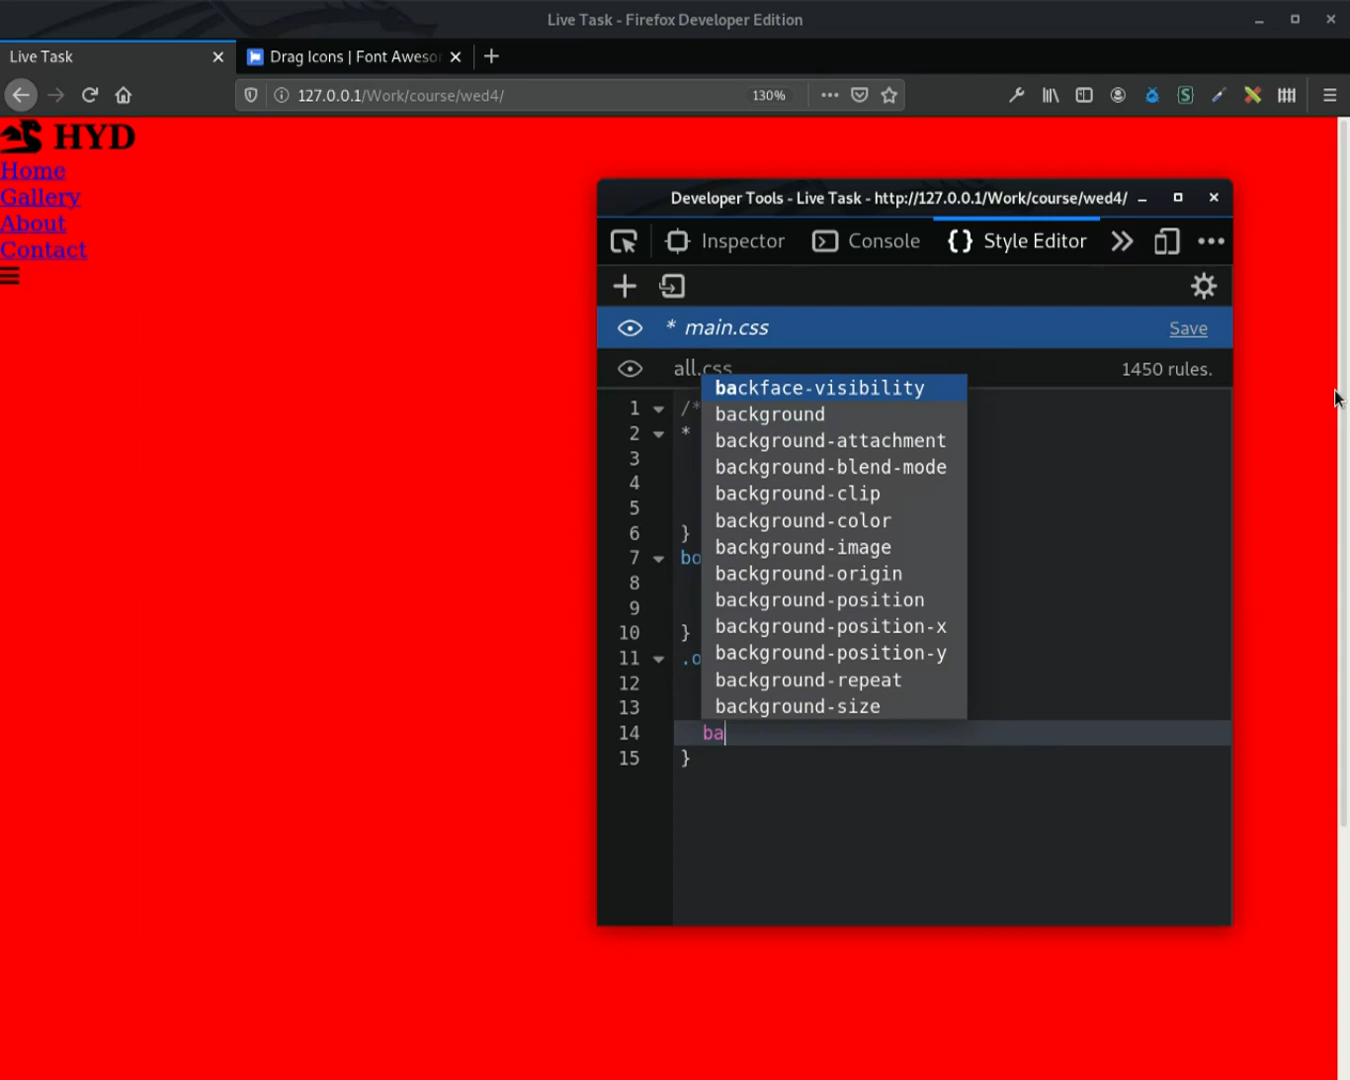 Live Task - Firefox Developer Edition
Live Task
Drag Icons | Font Aweso
127.0.0.1/Work/course/wed4/
130%
HYD
Home
Gallery
About
Contact
Developer Tools - Live Task - http://127.0.0.1/Work/course/wed4/
Inspector
Console
{} Style Editor
* main.css
Save
all.css
1450 rules.
backface-visibility
background
background-attachment
background-blend-mode
background-clip
background-color
background-image
background-origin
background-position
background-position-x
background-position-y
background-repeat
background-size
1 /*
2 *
3
4
5
6 }
7 bo
8
9
10 }
11 .o
12
13
14 ba
15 }